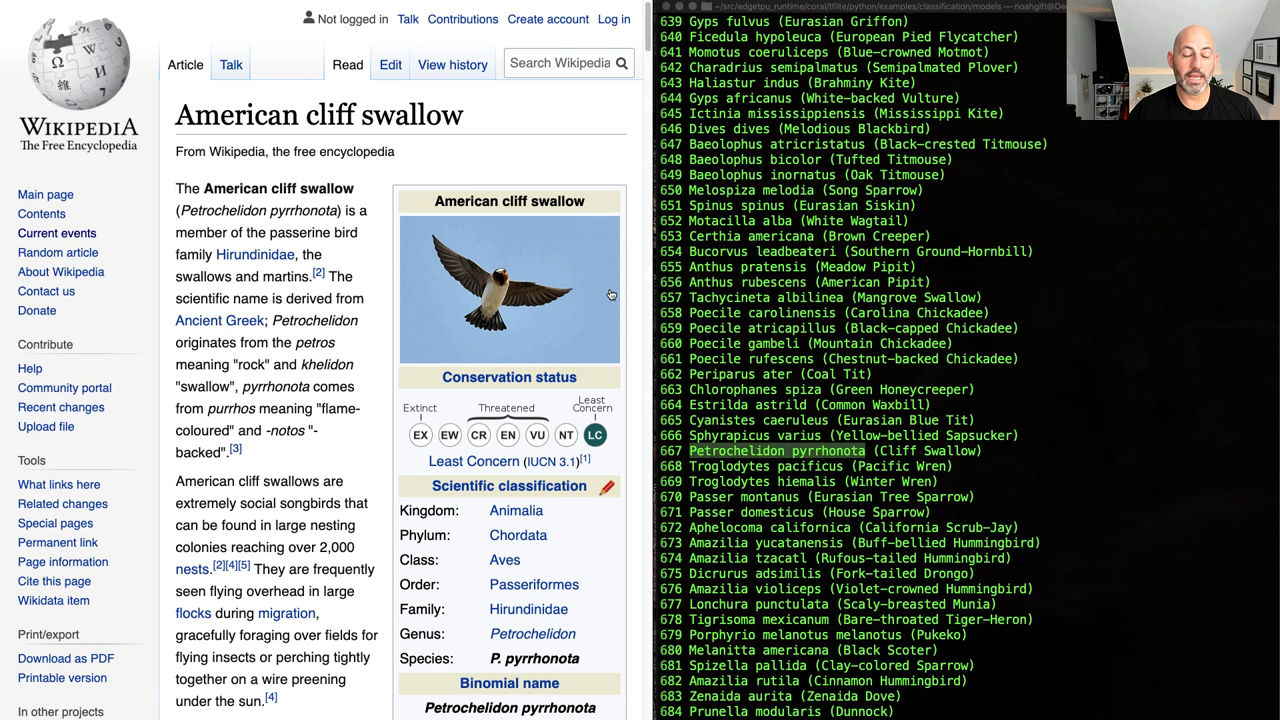 WIKIPEDIA
The Free Encyclopedia
Main page
Contents
Current events
Random article
About Wikipedia
Contact us
Donate
Contribute
Help
Community portal
Recent changes
Upload file
Tools
What links here
Related changes
Special pages
Permanent link
Page information
Cite this page
Wikidata item
Print/export
Download as PDF
Printable version
In other projects
Not logged in Talk Contributions Create account Log in
Article Talk Read Edit View history Search Wikipedia
American cliff swallow
From Wikipedia, the free encyclopedia
The American cliff swallow
(Petrochelidon pyrrhonota) is a
member of the passerine bird
family Hirundinidae, the
swallows and martins.[2] The
scientific name is derived from
Ancient Greek; Petrochelidon
originates from the petros
meaning "rock" and khelidon
"swallow", pyrrhonota comes
from purrhos meaning "flame-
coloured" and -notos "-
backed".[3]
American cliff swallows are
extremely social songbirds that
can be found in large nesting
colonies reaching over 2,000
nests.[2][4][5] They are frequently
seen flying overhead in large
flocks during migration,
gracefully foraging over fields for
flying insects or perching tightly
together on a wire preening
under the sun.[4]
American cliff swallow
Conservation status
Extinct Threatened Least
Concern
EX EW CR EN VU NT LC
Least Concern (IUCN 3.1)[1]
Scientific classification
Kingdom: Animalia
Phylum: Chordata
Class: Aves
Order: Passeriformes
Family: Hirundinidae
Genus: Petrochelidon
Species: P. pyrrhonota
Binomial name
Petrochelidon pyrrhonota
~/src/edgetpu_runtime/coral/tflite/python/examples/classification/models — noahgift@De
639 Gyps fulvus (Eurasian Griffon)
640 Ficedula hypoleuca (European Pied Flycatcher)
641 Momotus coeruliceps (Blue-crowned Motmot)
642 Charadrius semipalmatus (Semipalmated Plover)
643 Haliastur indus (Brahminy Kite)
644 Gyps africanus (White-backed Vulture)
645 Ictinia mississippiensis (Mississippi Kite)
646 Dives dives (Melodious Blackbird)
647 Baeolophus atricristatus (Black-crested Titmouse)
648 Baeolophus bicolor (Tufted Titmouse)
649 Baeolophus inornatus (Oak Titmouse)
650 Melospiza melodia (Song Sparrow)
651 Spinus spinus (Eurasian Siskin)
652 Motacilla alba (White Wagtail)
653 Certhia americana (Brown Creeper)
654 Bucorvus leadbeateri (Southern Ground-Hornbill)
655 Anthus pratensis (Meadow Pipit)
656 Anthus rubescens (American Pipit)
657 Tachycineta albilinea (Mangrove Swallow)
658 Poecile carolinensis (Carolina Chickadee)
659 Poecile atricapillus (Black-capped Chickadee)
660 Poecile gambeli (Mountain Chickadee)
661 Poecile rufescens (Chestnut-backed Chickadee)
662 Periparus ater (Coal Tit)
663 Chlorophanes spiza (Green Honeycreeper)
664 Estrilda astrild (Common Waxbill)
665 Cyanistes caeruleus (Eurasian Blue Tit)
666 Sphyrapicus varius (Yellow-bellied Sapsucker)
667 Petrochelidon pyrrhonota (Cliff Swallow)
668 Troglodytes pacificus (Pacific Wren)
669 Troglodytes hiemalis (Winter Wren)
670 Passer montanus (Eurasian Tree Sparrow)
671 Passer domesticus (House Sparrow)
672 Aphelocoma californica (California Scrub-Jay)
673 Amazilia yucatanensis (Buff-bellied Hummingbird)
674 Amazilia tzacatl (Rufous-tailed Hummingbird)
675 Dicrurus adsimilis (Fork-tailed Drongo)
676 Amazilia violiceps (Violet-crowned Hummingbird)
677 Lonchura punctulata (Scaly-breasted Munia)
678 Tigrisoma mexicanum (Bare-throated Tiger-Heron)
679 Porphyrio melanotus melanotus (Pukeko)
680 Melanitta americana (Black Scoter)
681 Spizella pallida (Clay-colored Sparrow)
682 Amazilia rutila (Cinnamon Hummingbird)
683 Zenaida aurita (Zenaida Dove)
684 Prunella modularis (Dunnock)